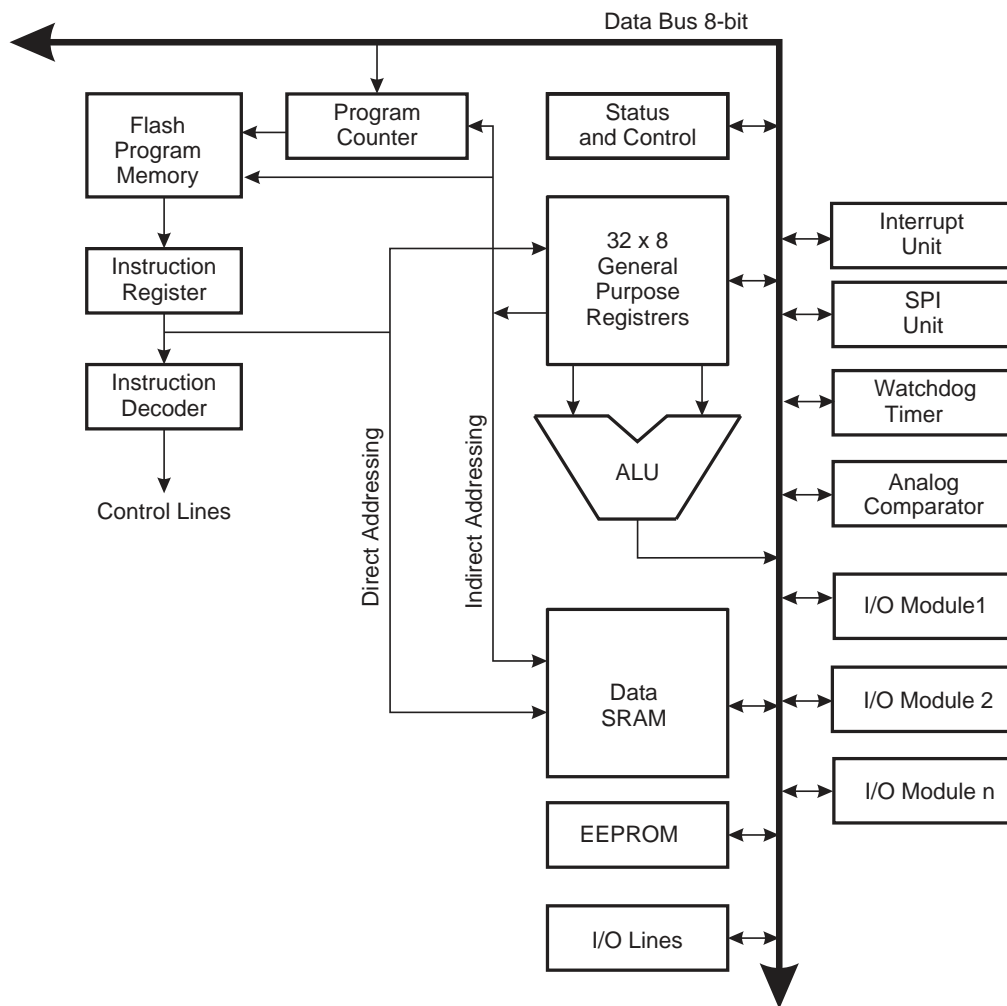 Data Bus 8-bit
Flash
Program
Memory
Program
Counter
Status
and Control
Interrupt
Unit
32 x 8
General
Purpose
Registrers
Instruction
Register
SPI
Unit
Instruction
Decoder
Watchdog
Timer
Control Lines
Direct Addressing
Indirect Addressing
ALU
Analog
Comparator
I/O Module1
Data
SRAM
I/O Module 2
I/O Module n
EEPROM
I/O Lines